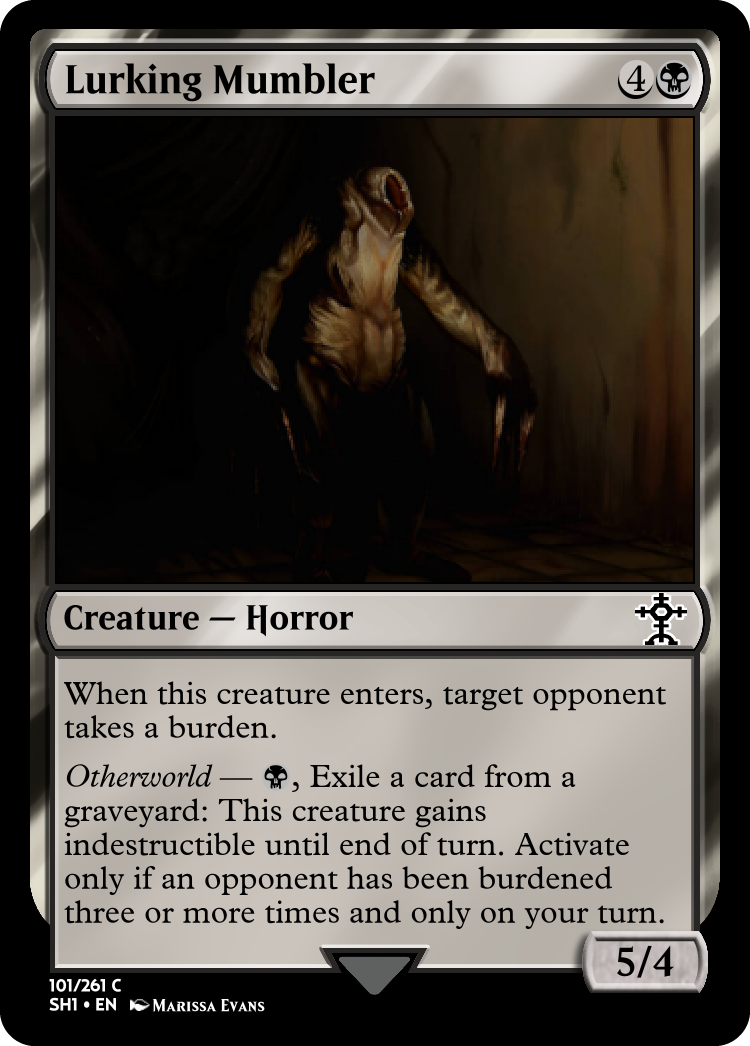 Lurking Mumbler 4
Creature — Horror
When this creature enters, target opponent
takes a burden.
Otherworld — , Exile a card from a
graveyard: This creature gains
indestructible until end of turn. Activate
only if an opponent has been burdened
three or more times and only on your turn.
5/4
101/261 C
SH1 • EN Marissa Evans